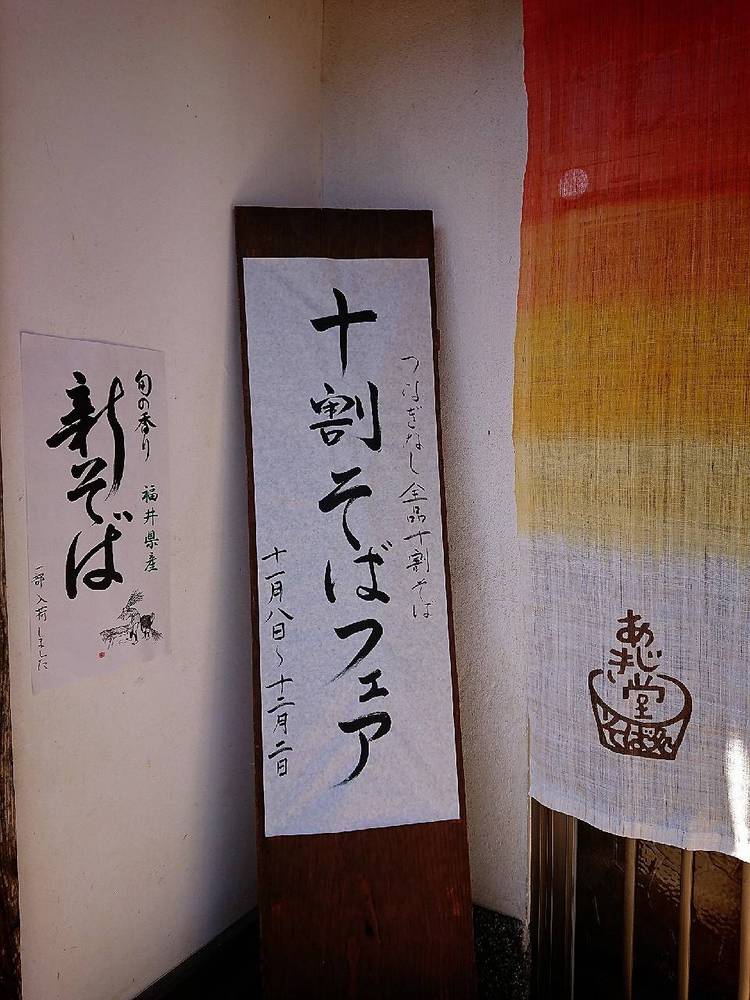 つなぎなし 全品十割そば
十割そばフェア
十一月八日〜十二月二日
旬の香り
福井県産
新そば
一部入荷しました
あじき堂
そば処